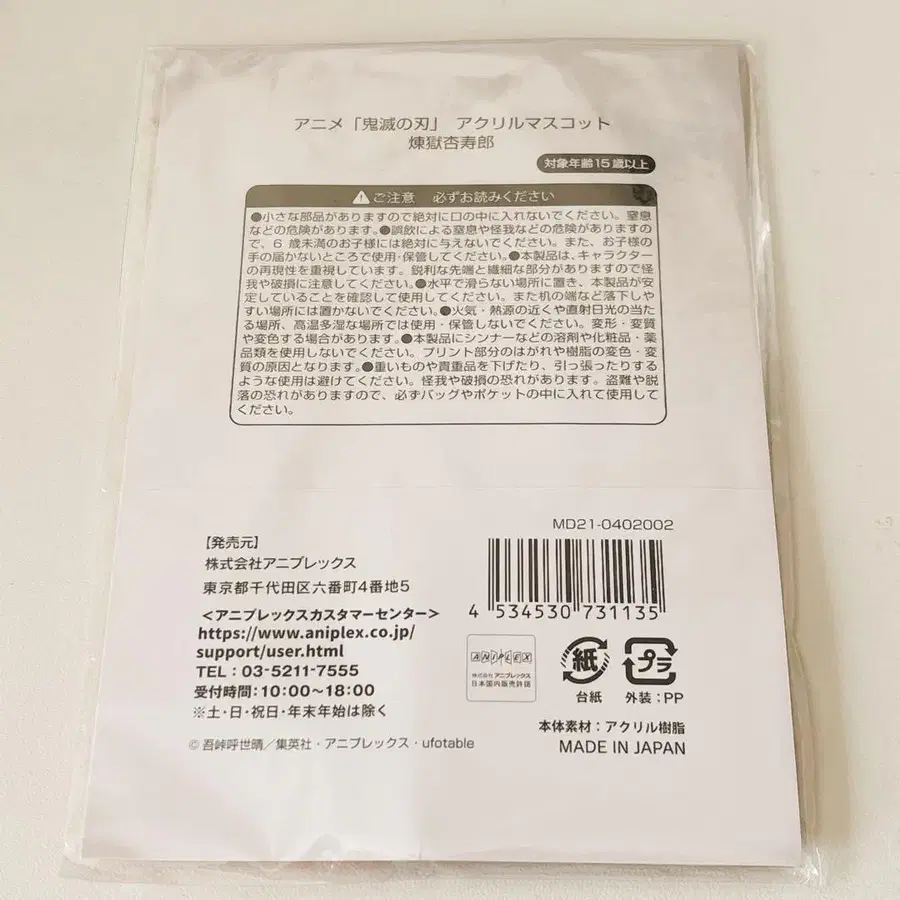 アニメ「鬼滅の刃」 アクリルマスコット
煉獄杏寿郎
対象年齢15歳以上
ご注意 必ずお読みください
●小さな部品がありますので絶対に口の中に入れないでください。窒息
などの危険があります。●誤飲による窒息や怪我などの危険がありますの
で、6 歳未満のお子様には絶対に与えないでください。また、お子様の
手の届かないところで使用・保管してください。●本製品は、キャラクター
の再現性を重視しています。鋭利な先端と繊細な部分がありますので怪
我や破損に注意してください。●水平で滑らない場所に置き、本製品が安
定していることを確認して使用してください。また机の端など落下しや
すい場所には置かないでください。●火気・熱源の近くや直射日光の当た
る場所、高温多湿な場所では使用・保管しないでください。変形・変質
や変色する場合があります。●本製品にシンナーなどの溶剤や化粧品・薬
品類を使用しないでください。プリント部分のはがれや樹脂の変色・変
質の原因となります。●重いものや貴重品を下げたり、引っ張ったりする
ような使用は避けてください。怪我や破損の恐れがあります。盗難や脱
落の恐れがありますので、必ずバッグやポケットの中に入れて使用して
ください。
MD21-0402002
4 534530 731135
【発売元】
株式会社アニプレックス
東京都千代田区六番町4番地5
<アニプレックスカスタマーセンター>
https://www.aniplex.co.jp/
support/user.html
TEL：03-5211-7555
受付時間：10:00～18:00
※土・日・祝日・年末年始は除く
ANIPLEX
株式会社 アニプレックス
日本国内販売許諾
紙
台紙
プラ
外装：PP
本体素材：アクリル樹脂
MADE IN JAPAN
© 吾峠呼世晴／集英社・アニプレックス・ufotable